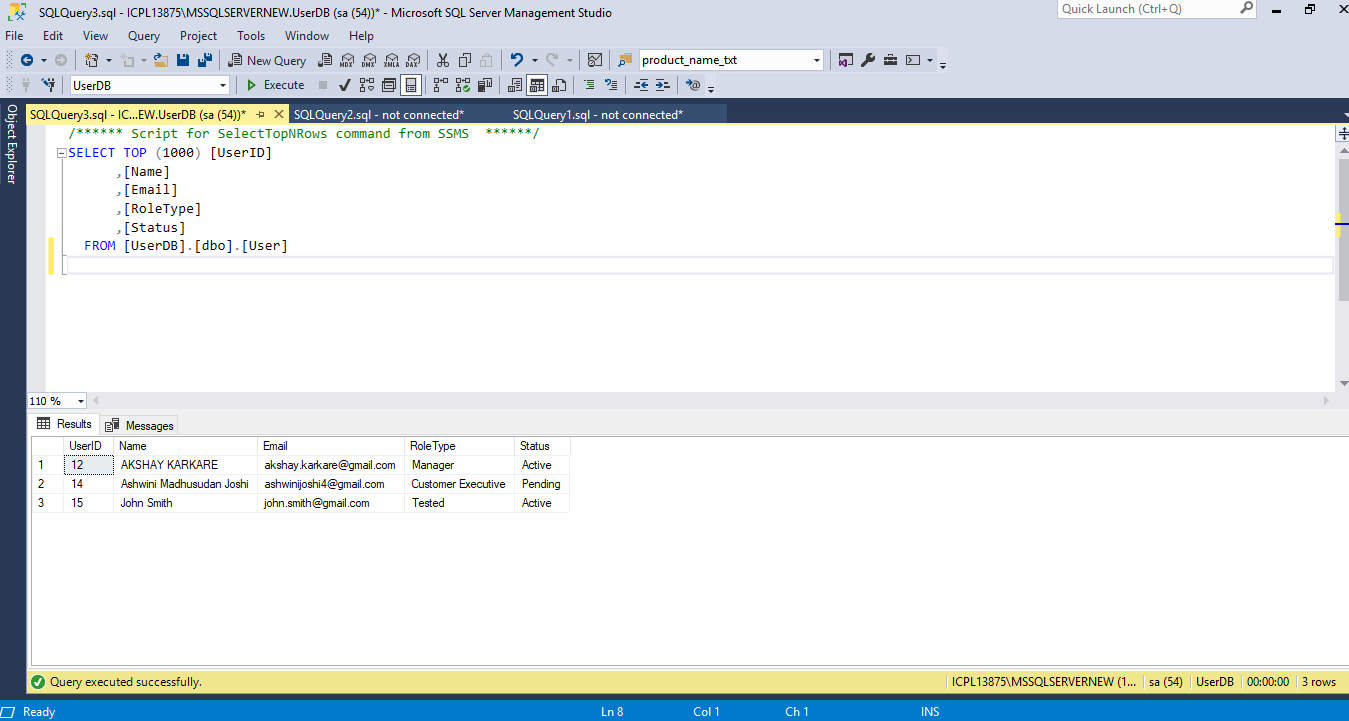 SQLQuery3.sql - ICPL13875\MSSQLSERVERNEW.UserDB (sa (54))* - Microsoft SQL Server Management Studio
Quick Launch (Ctrl+Q)
File Edit View Query Project Tools Window Help
New Query MDX DMX XMLA DAX product_name_txt
UserDB Execute
Object Explorer
SQLQuery3.sql - IC...EW.UserDB (sa (54))* SQLQuery2.sql - not connected* SQLQuery1.sql - not connected*
/****** Script for SelectTopNRows command from SSMS  ******/
SELECT TOP (1000) [UserID]
,[Name]
,[Email]
,[RoleType]
,[Status]
FROM [UserDB].[dbo].[User]
110 %
Results Messages
UserID Name Email RoleType Status
1 12 AKSHAY KARKARE akshay.karkare@gmail.com Manager Active
2 14 Ashwini Madhusudan Joshi ashwinijoshi4@gmail.com Customer Executive Pending
3 15 John Smith john.smith@gmail.com Tested Active
Query executed successfully. ICPL13875\MSSQLSERVERNEW (1... sa (54) UserDB 00:00:00 3 rows
Ready Ln 8 Col 1 Ch 1 INS